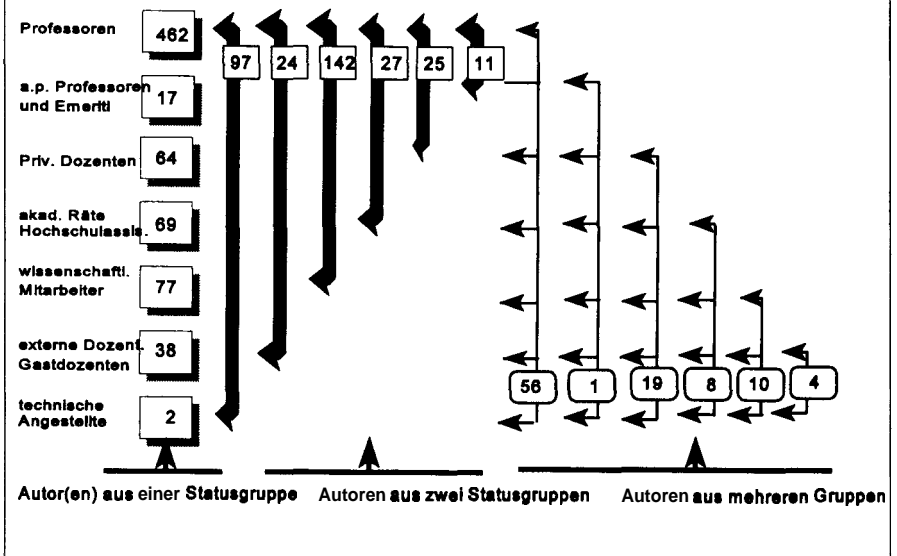 Professoren
462
97 24 142 27 25 11
a.p. Professoren
und Emeriti
17
Priv. Dozenten
64
akad. Räte
Hochschulassis.
69
wissenschaftl.
Mitarbeiter
77
externe Dozent.
Gastdozenten
38
56 1 19 8 10 4
technische
Angestellte
2
Autor(en) aus einer Statusgruppe
Autoren aus zwei Statusgruppen
Autoren aus mehreren Gruppen